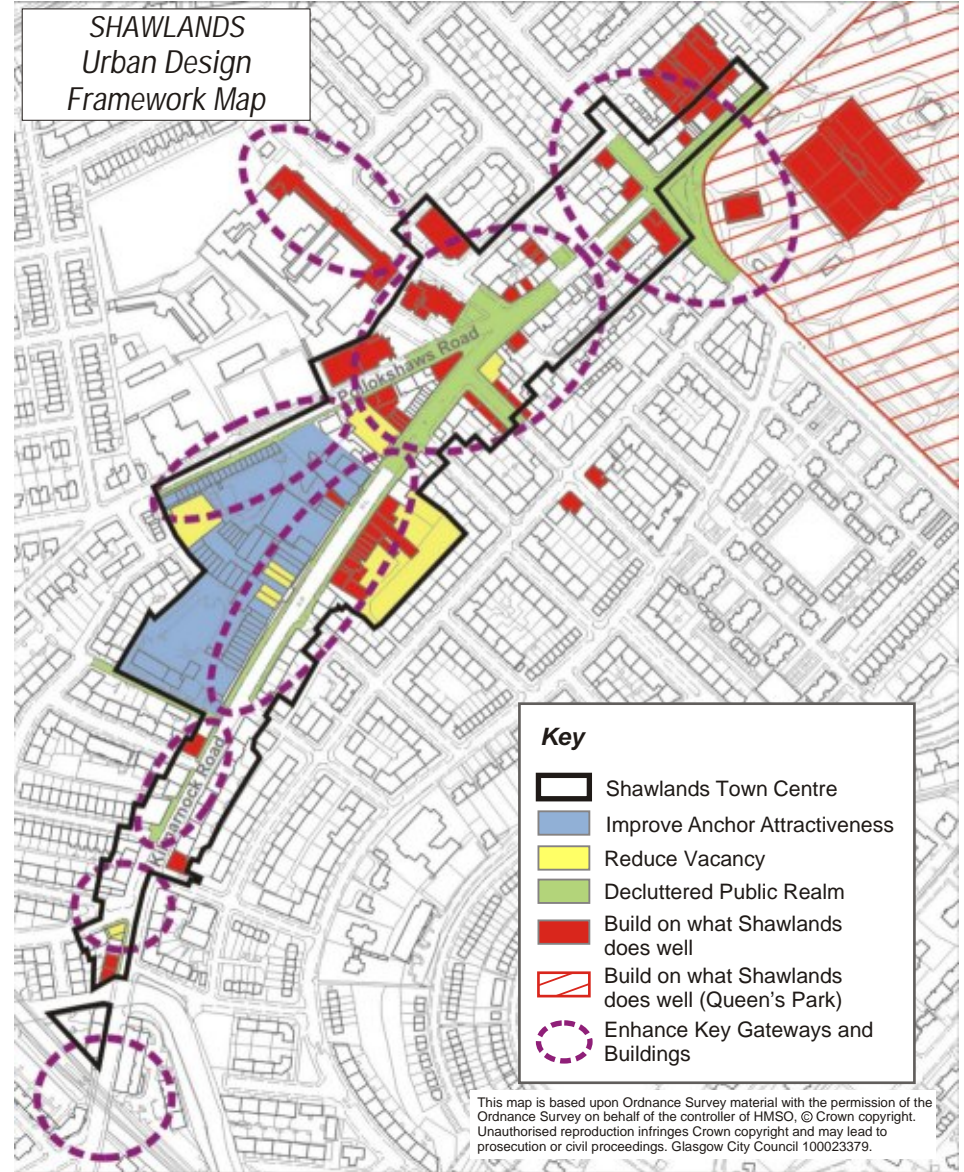 SHAWLANDS
Urban Design
Framework Map
Pollokshaws Road
Kilmarnock Road
Key
Shawlands Town Centre
Improve Anchor Attractiveness
Reduce Vacancy
Decluttered Public Realm
Build on what Shawlands
does well
Build on what Shawlands
does well (Queen's Park)
Enhance Key Gateways and
Buildings
This map is based upon Ordnance Survey material with the permission of the
Ordnance Survey on behalf of the controller of HMSO, © Crown copyright.
Unauthorised reproduction infringes Crown copyright and may lead to
prosecution or civil proceedings. Glasgow City Council 100023379.